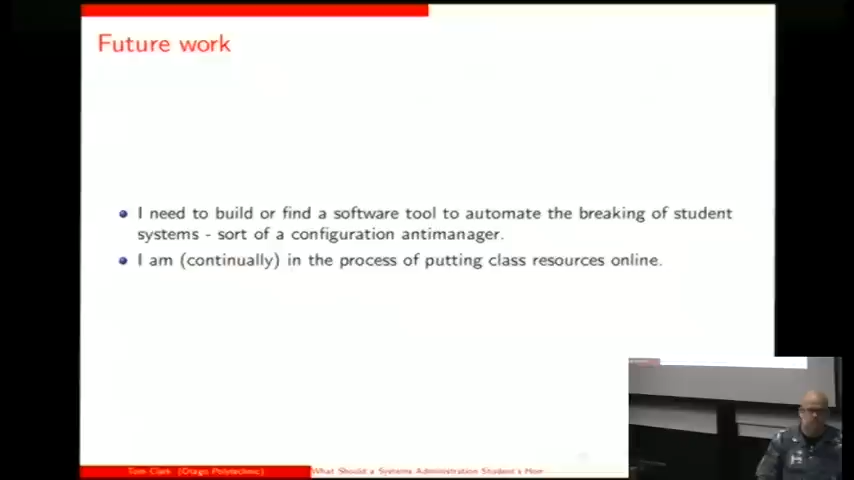 Future work
I need to build or find a software tool to automate the breaking of student
systems - sort of a configuration antimanager.
I am (continually) in the process of putting class resources online.
Tom Clark (Otago Polytechnic)
What Should a Systems Administration Student's